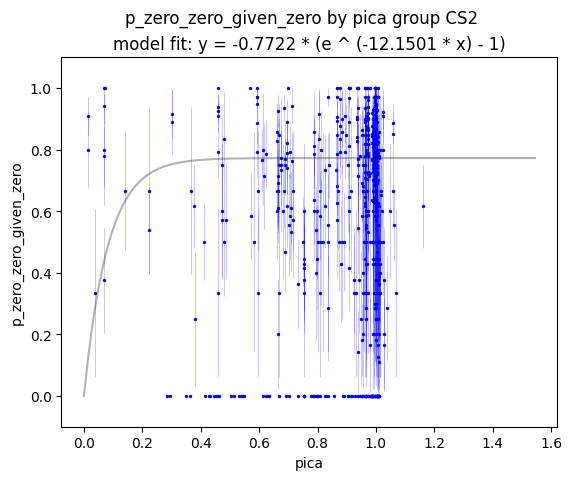 p_zero_zero_given_zero by pica group CS2
model fit: y = -0.7722 * (e ^ (-12.1501 * x) - 1)
1.0
0.8
0.6
0.4
0.2
0.0
p_zero_zero_given_zero
0.0 0.2 0.4 0.6 0.8 1.0 1.2 1.4 1.6
pica